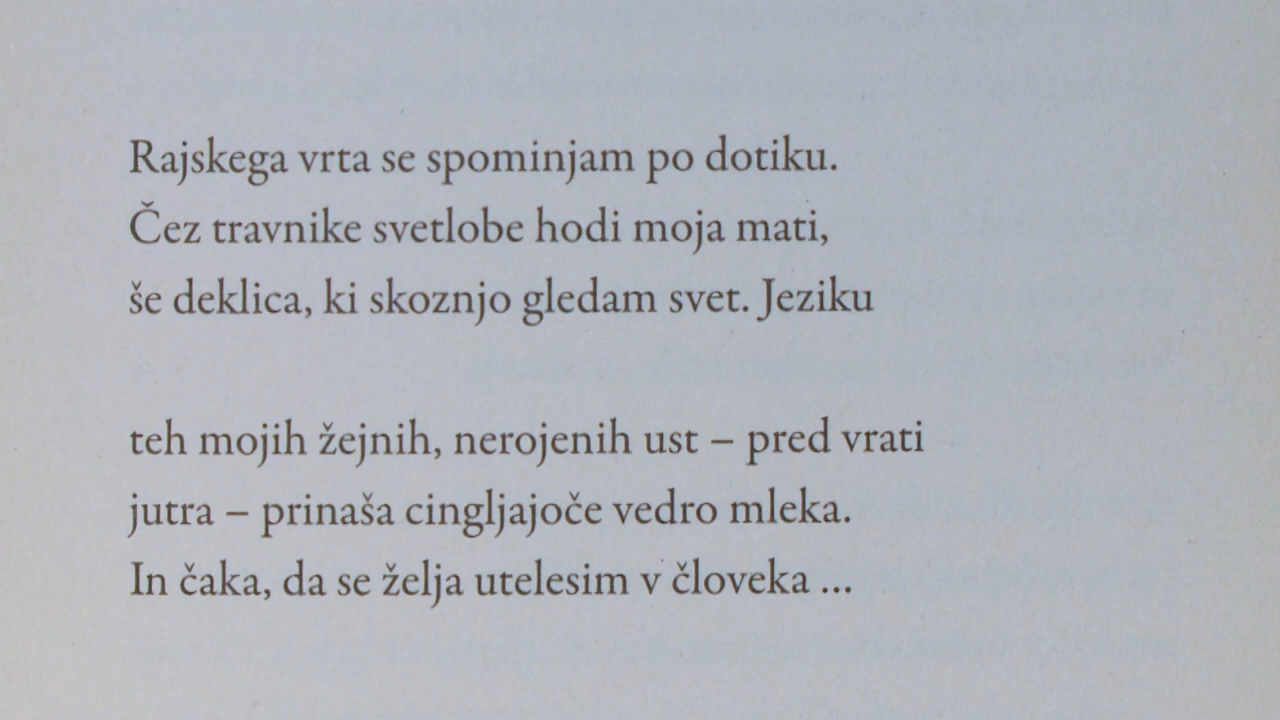 Rajskega vrta se spominjam po dotiku.
Čez travnike svetlobe hodi moja mati,
še deklica, ki skoznjo gledam svet. Jeziku
teh mojih žejnih, nerojenih ust – pred vrati
jutra – prinaša cingljajoče vedro mleka.
In čaka, da se želja utelesim v človeka ...